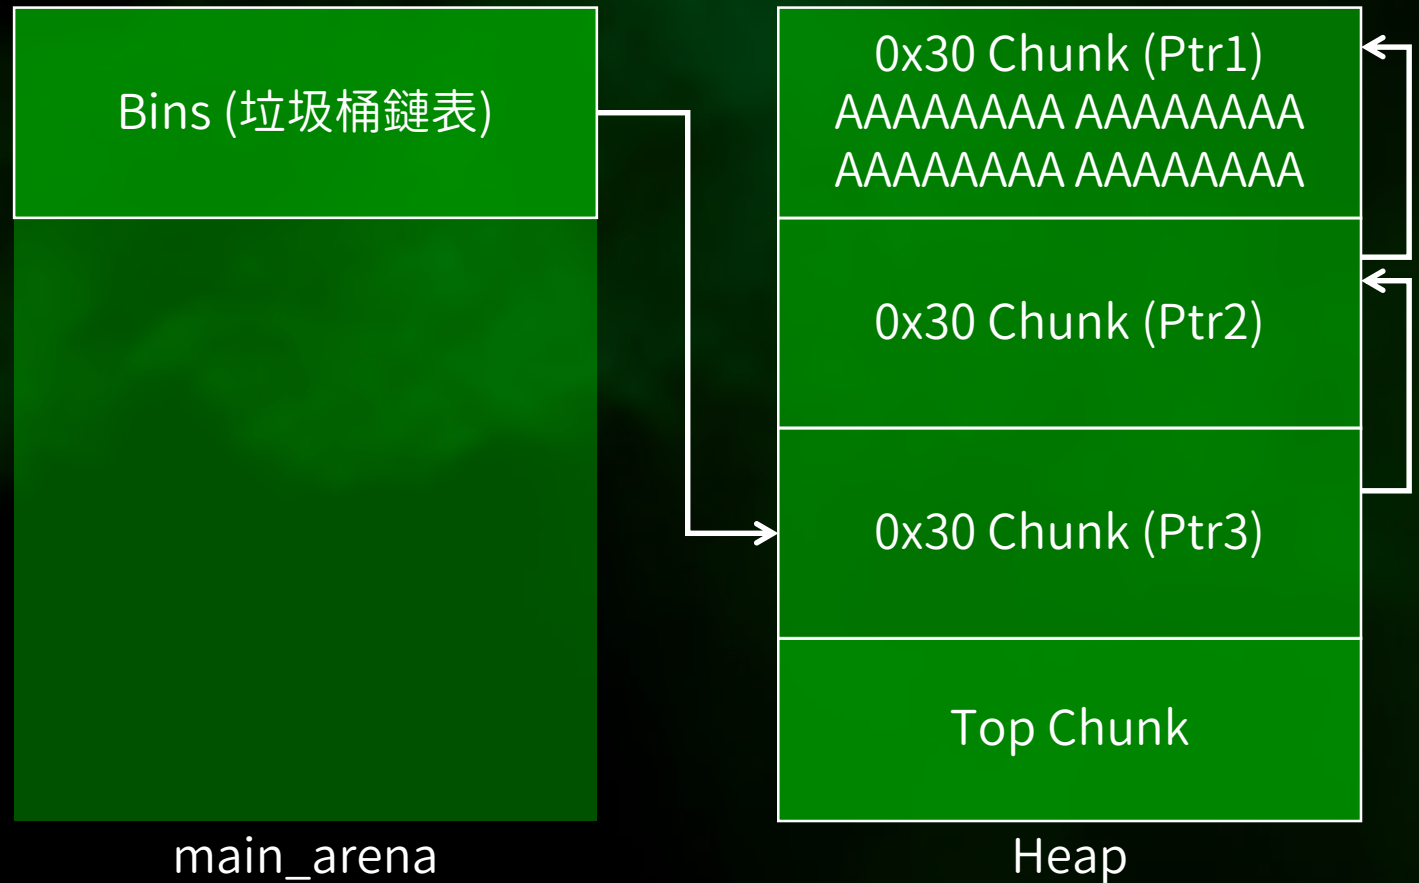 Bins (垃圾桶鏈表)
main_arena
0x30 Chunk (Ptr1)
AAAAAAAA AAAAAAAA
AAAAAAAA AAAAAAAA
0x30 Chunk (Ptr2)
0x30 Chunk (Ptr3)
Top Chunk
Heap